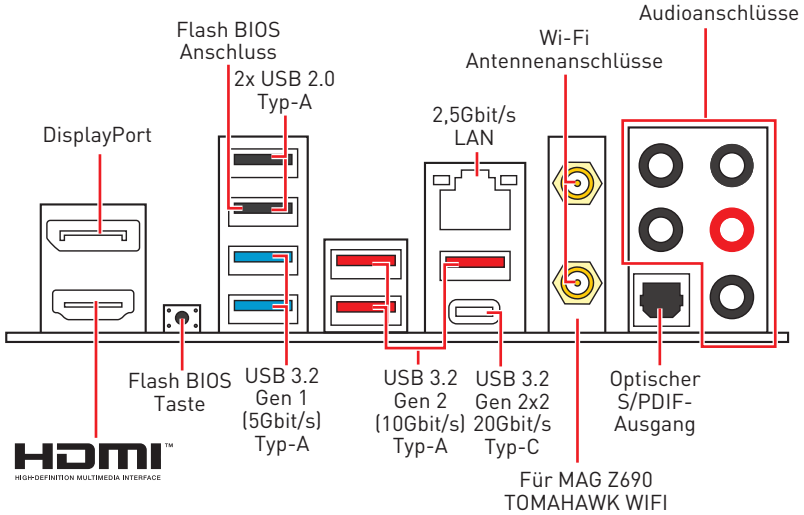 Audioanschlüsse
Flash BIOS
Anschluss
Wi-Fi
Antennenanschlüsse
2x USB 2.0
Typ-A
2,5Gbit/s
LAN
DisplayPort
Flash BIOS
Taste
USB 3.2
Gen 1
(5Gbit/s)
Typ-A
USB 3.2
Gen 2
(10Gbit/s)
Typ-A
USB 3.2
Gen 2x2
20Gbit/s
Typ-C
Optischer
S/PDIF-
Ausgang
HDMI™
HIGH-DEFINITION MULTIMEDIA INTERFACE
Für MAG Z690
TOMAHAWK WIFI